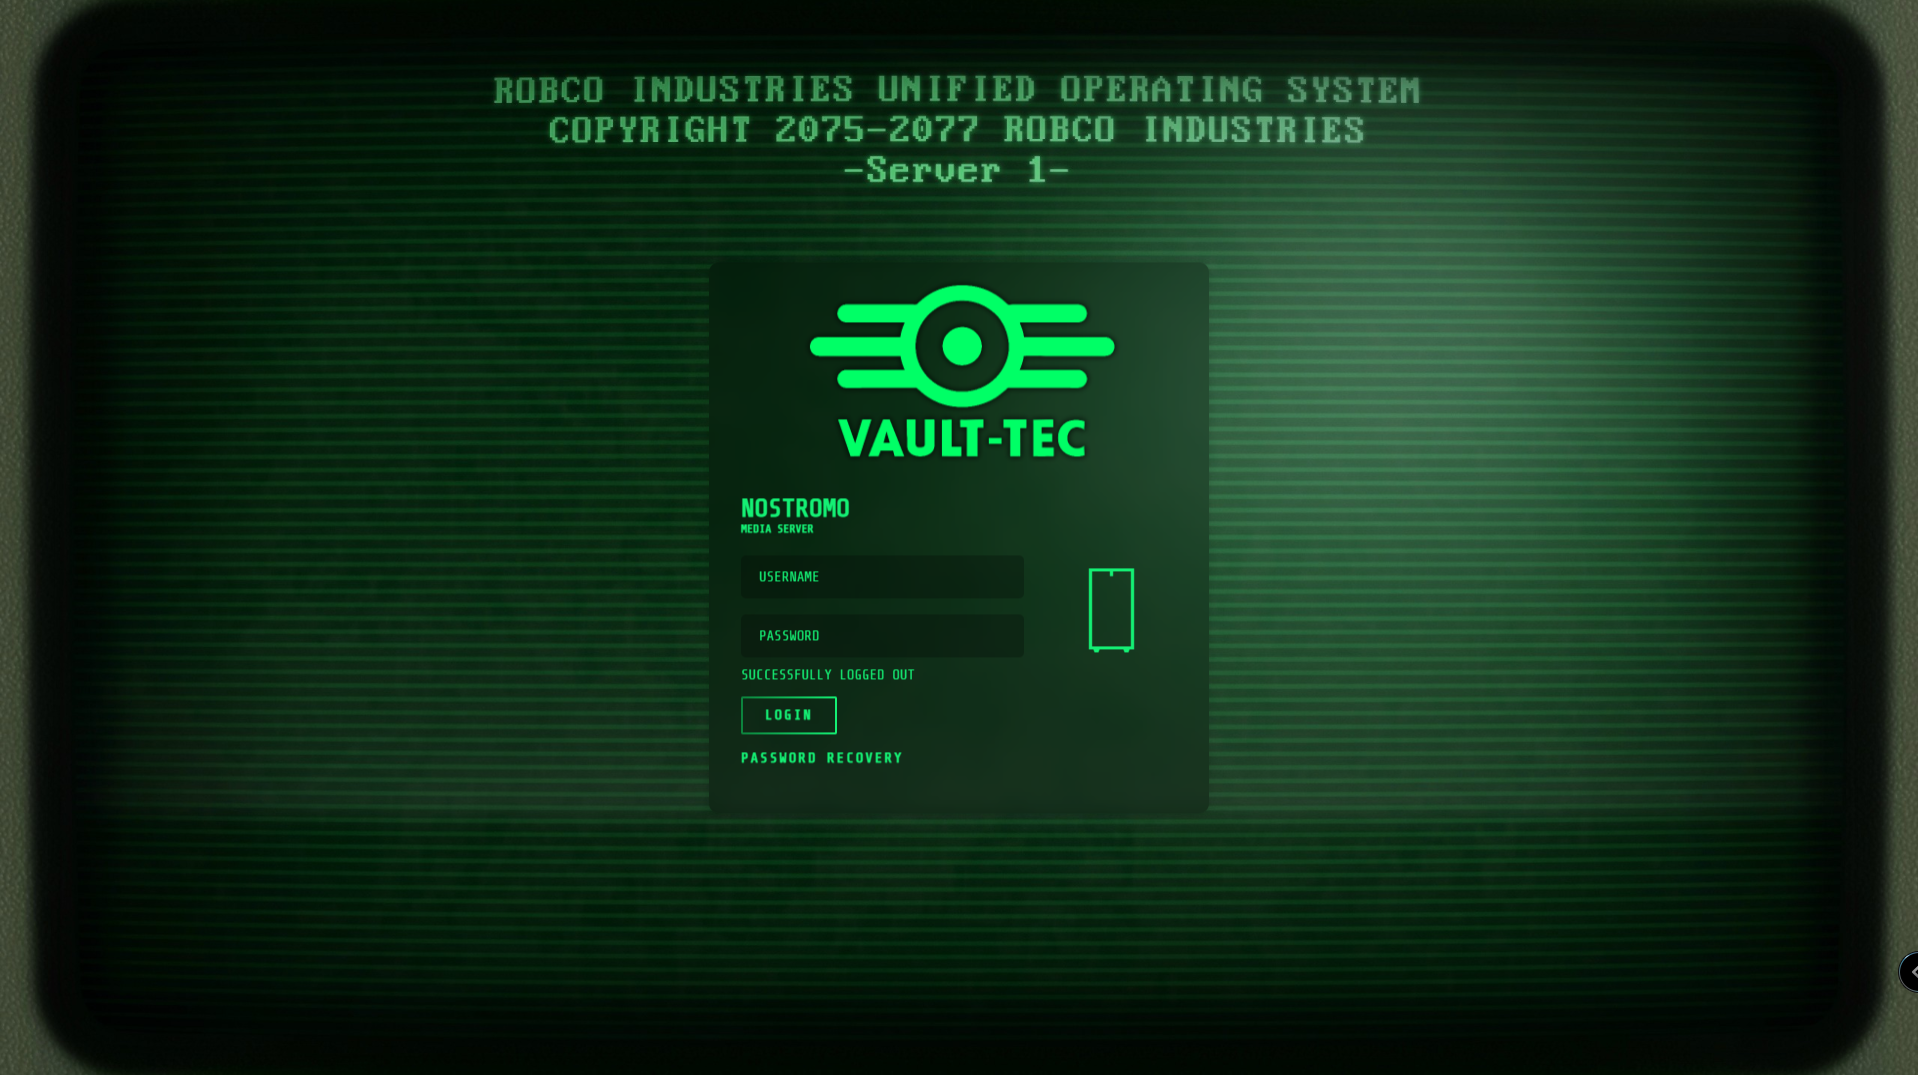 ROBCO INDUSTRIES UNIFIED OPERATING SYSTEM
COPYRIGHT 2075-2077 ROBCO INDUSTRIES
-Server 1-
VAULT-TEC
NOSTROMO
MEDIA SERVER
USERNAME
PASSWORD
SUCCESSFULLY LOGGED OUT
LOGIN
PASSWORD RECOVERY